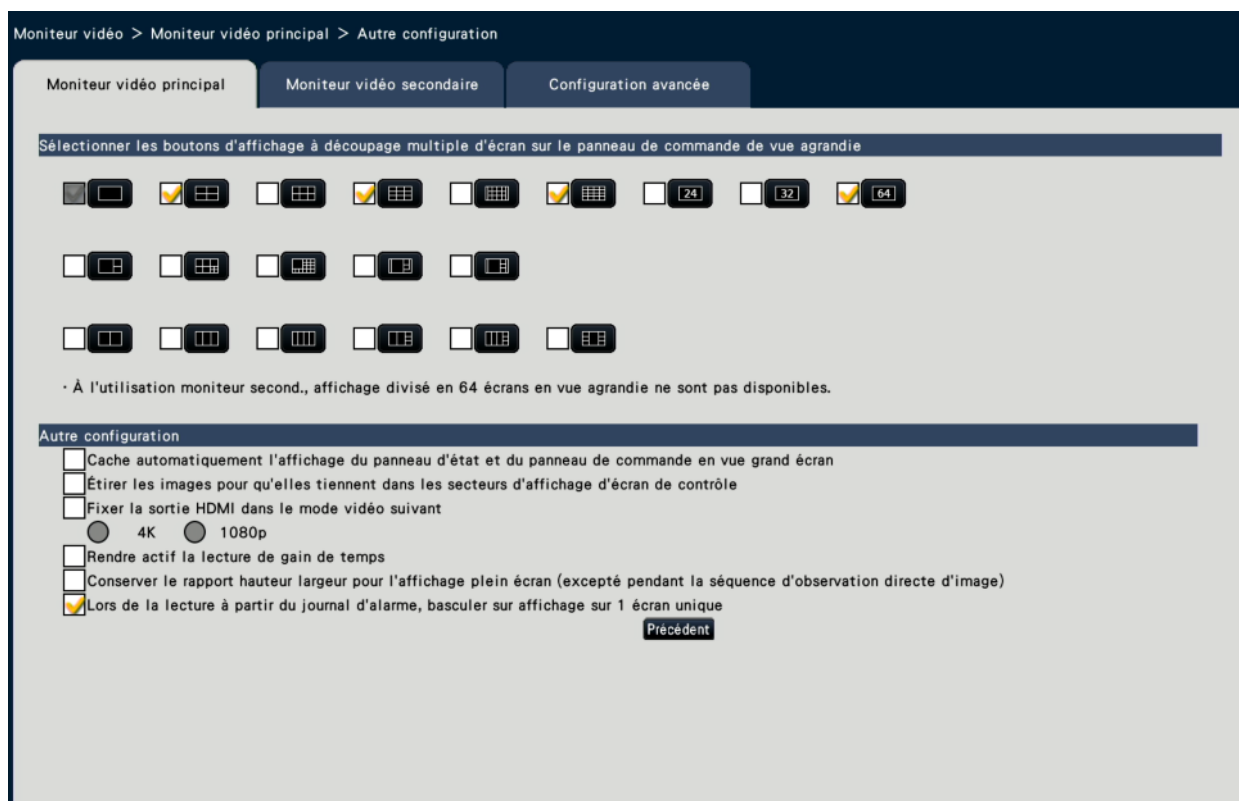 Moniteur vidéo > Moniteur vidéo principal > Autre configuration
Moniteur vidéo principal Moniteur vidéo secondaire Configuration avancée
Sélectionner les boutons d'affichage à découpage multiple d'écran sur le panneau de commande de vue agrandie
24 32 64
· À l'utilisation moniteur second., affichage divisé en 64 écrans en vue agrandie ne sont pas disponibles.
Autre configuration
Cache automatiquement l'affichage du panneau d'état et du panneau de commande en vue grand écran
Étirer les images pour qu'elles tiennent dans les secteurs d'affichage d'écran de contrôle
Fixer la sortie HDMI dans le mode vidéo suivant
4K 1080p
Rendre actif la lecture de gain de temps
Conserver le rapport hauteur largeur pour l'affichage plein écran (excepté pendant la séquence d'observation directe d'image)
Lors de la lecture à partir du journal d'alarme, basculer sur affichage sur 1 écran unique
Précédent